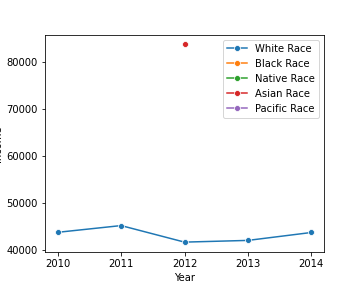 80000
70000
60000
50000
40000
2010
2011
2012
2013
2014
Year
White Race
Black Race
Native Race
Asian Race
Pacific Race